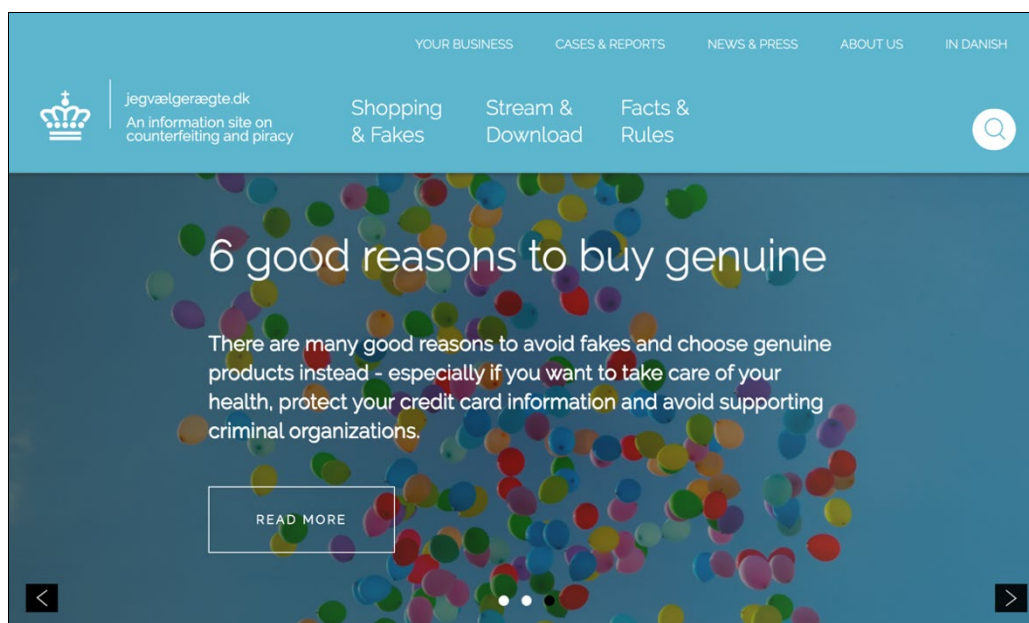 YOUR BUSINESS CASES & REPORTS NEWS & PRESS ABOUT US IN DANISH
jegvælgerægte.dk
An information site on
counterfeiting and piracy
Shopping
& Fakes
Stream &
Download
Facts &
Rules
6 good reasons to buy genuine
There are many good reasons to avoid fakes and choose genuine
products instead - especially if you want to take care of your
health, protect your credit card information and avoid supporting
criminal organizations.
READ MORE